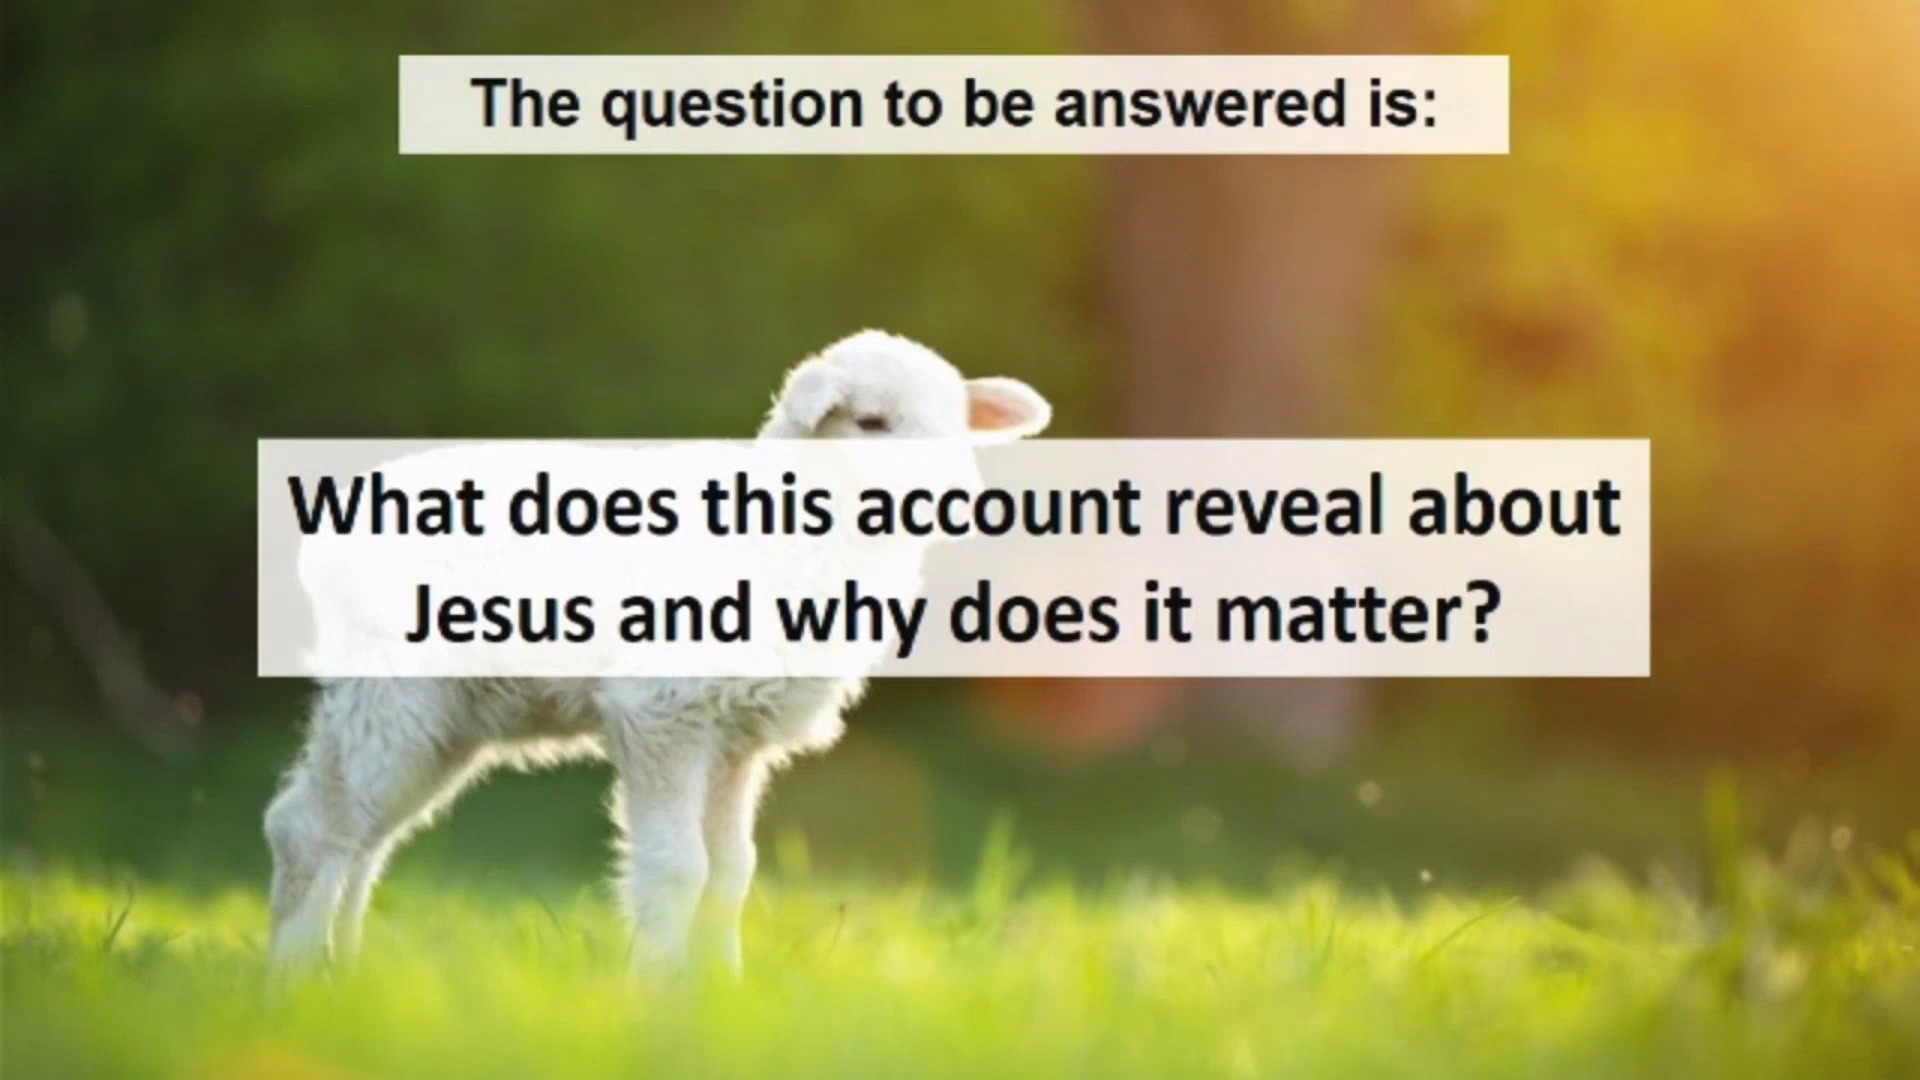 The question to be answered is:
What does this account reveal about
Jesus and why does it matter?